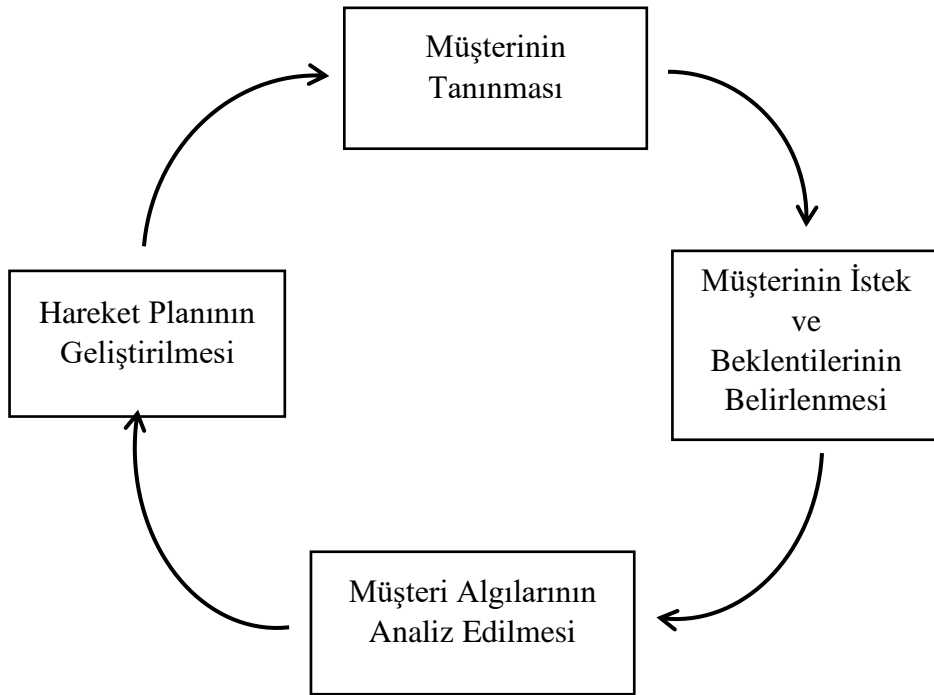 Müşterinin
Tanınması
Müşterinin İstek
ve
Beklentilerinin
Belirlenmesi
Müşteri Algılarının
Analiz Edilmesi
Hareket Planının
Geliştirilmesi